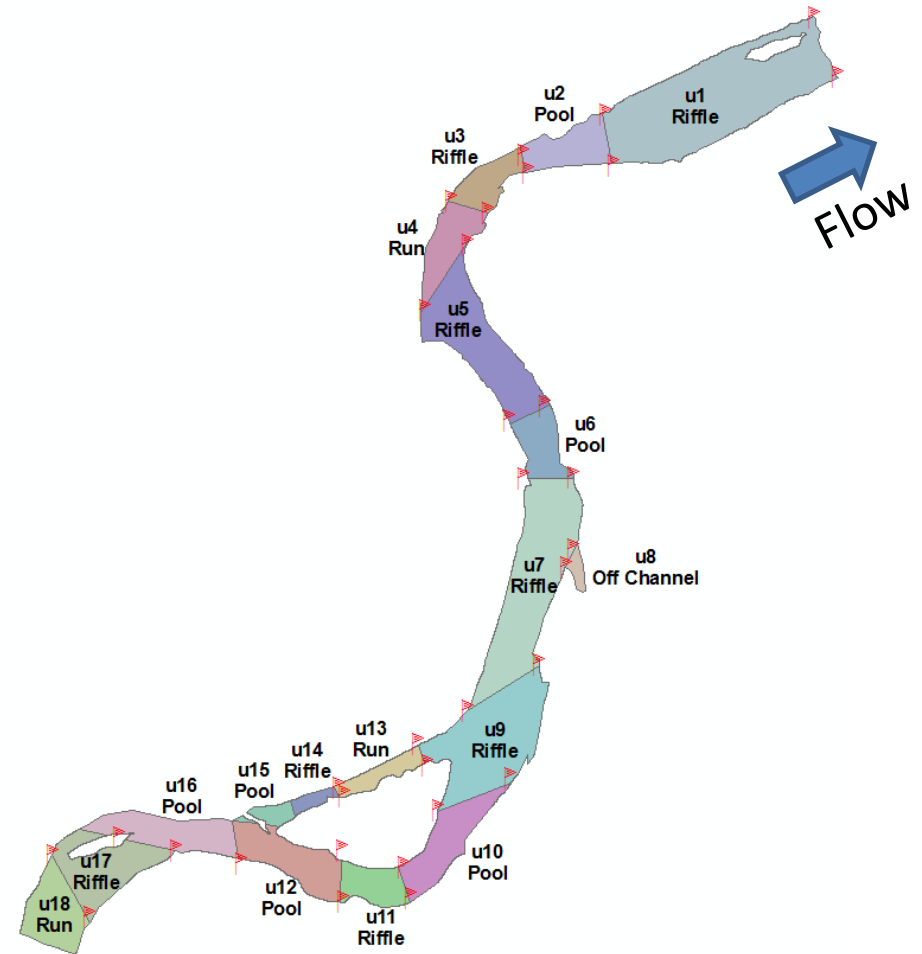 u1
Riffle
u2
Pool
u3
Riffle
Flow
u4
Run
u5
Riffle
u6
Pool
u7
Riffle
u8
Off Channel
u9
Riffle
u13
Run
u14
Riffle
u15
Pool
u16
Pool
u10
Pool
u17
Riffle
u12
Pool
u11
Riffle
u18
Run